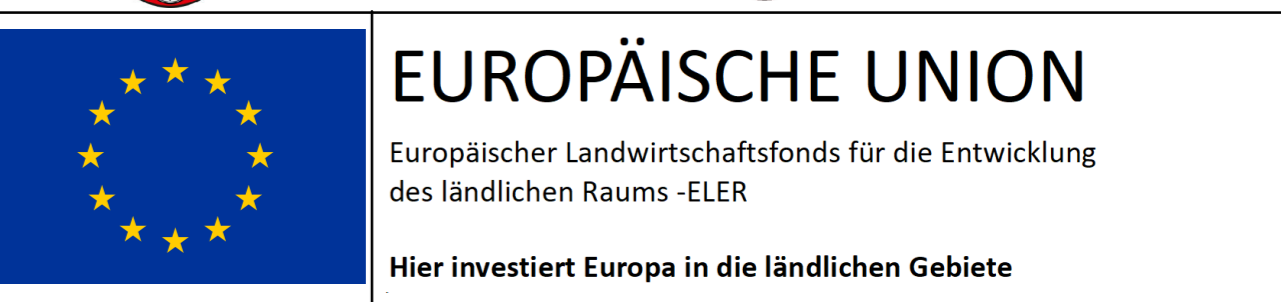 EUROPÄISCHE UNION
Europäischer Landwirtschaftsfonds für die Entwicklung
des ländlichen Raums -ELER
Hier investiert Europa in die ländlichen Gebiete